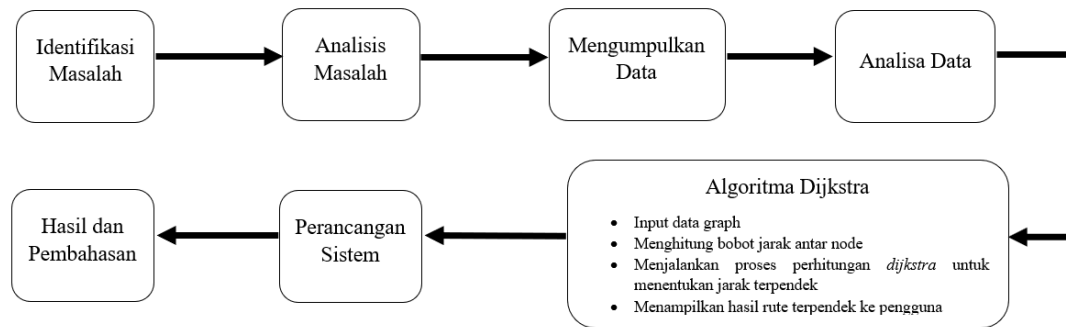 Identifikasi
Masalah
Analisis
Masalah
Mengumpulkan
Data
Analisa Data
Algoritma Dijkstra
• Input data graph
• Menghitung bobot jarak antar node
• Menjalankan proses perhitungan dijkstra untuk
menentukan jarak terpendek
• Menampilkan hasil rute terpendek ke pengguna
Perancangan
Sistem
Hasil dan
Pembahasan